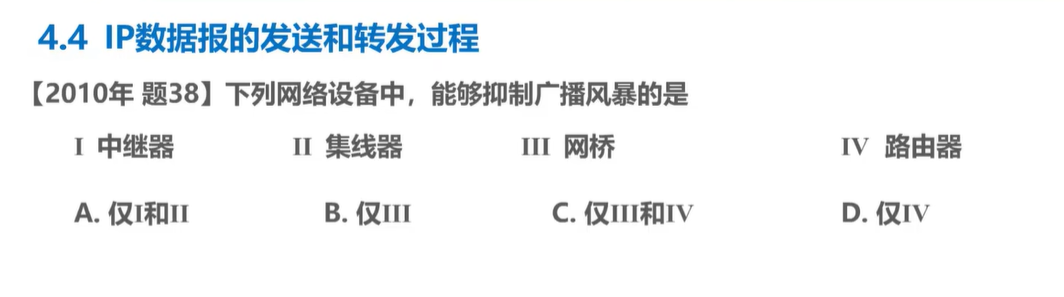 4.4 IP数据报的发送和转发过程
【2010年 题38】下列网络设备中，能够抑制广播风暴的是
I 中继器 II 集线器 III 网桥 IV 路由器
A. 仅I和II B. 仅III C. 仅III和IV D. 仅IV